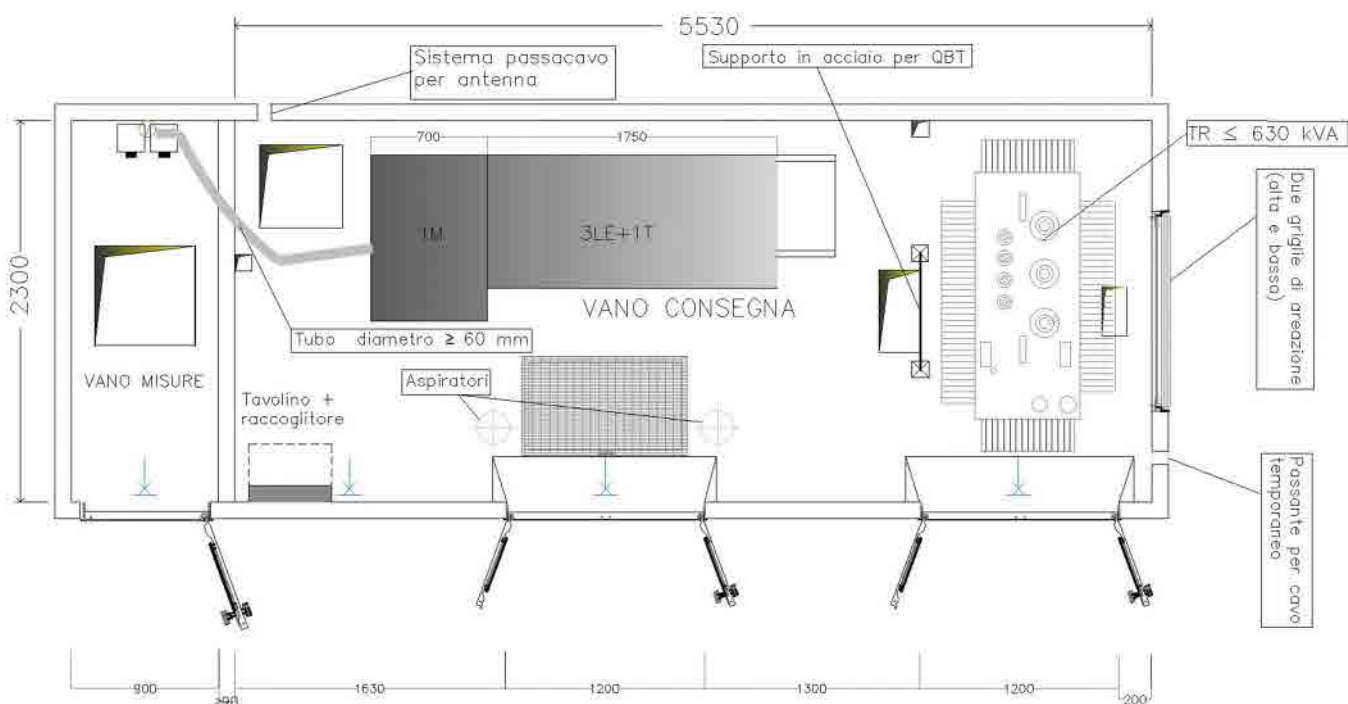 5530
Sistema passacavo
per antenna
Supporto in acciaio per QBT
700
1750
TR ≤ 630 kVA
Due griglie di areazione
(alta e bassa)
1M
3LE+1T
2300
VANO CONSEGNA
Tubo diametro ≥ 60 mm
VANO MISURE
Aspiratori
Tavolino +
raccoglitore
Passante per cavo
temporaneo
900
1630
1200
1300
1200
200